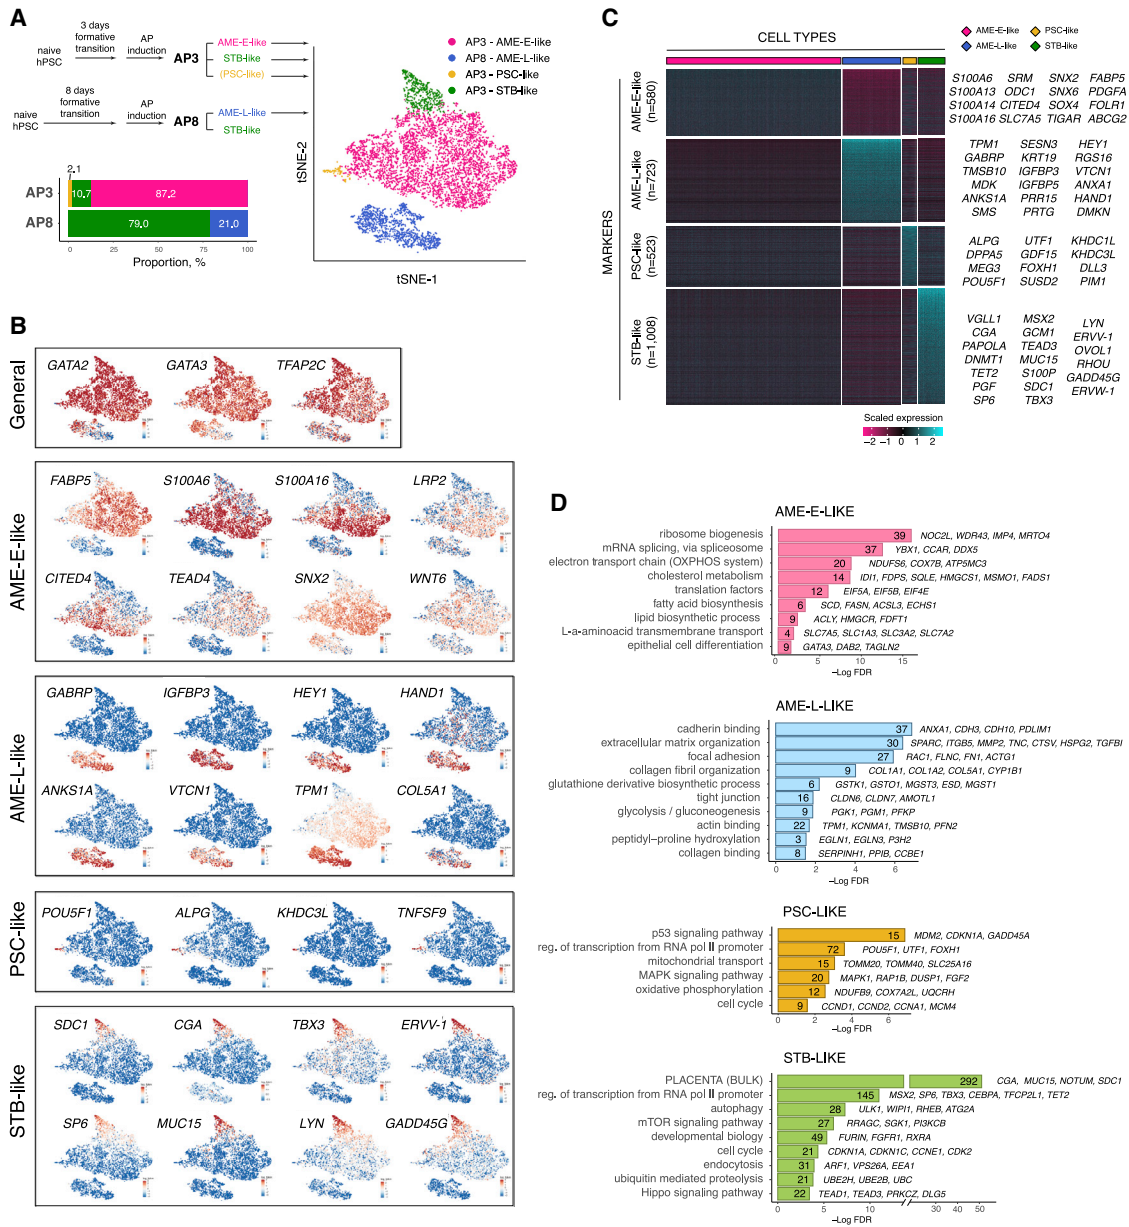 A
3 days
formative
transition
AP
induction
naive
hPSC
AP3
AME-E-like
STB-like
(PSC-like)
8 days
formative
transition
AP
induction
naive
hPSC
AP8
AME-L-like
STB-like
AP3 - AME-E-like
AP8 - AME-L-like
AP3 - PSC-like
AP3 - STB-like
tSNE-2
tSNE-1
2.1
AP3
10.7
87.2
AP8
79.0
21.0
0 25 50 75 100
Proportion, %
B
General
GATA2 GATA3 TFAP2C
AME-E-like
FABP5 S100A6 S100A16 LRP2
CITED4 TEAD4 SNX2 WNT6
AME-L-like
GABRP IGFBP3 HEY1 HAND1
ANKS1A VTCN1 TPM1 COL5A1
PSC-like
POU5F1 ALPG KHDC3L TNFSF9
STB-like
SDC1 CGA TBX3 ERVV-1
SP6 MUC15 LYN GADD45G
C
CELL TYPES
AME-E-like PSC-like
AME-L-like STB-like
MARKERS
AME-E-like
(n=580)
S100A6 SRM SNX2 FABP5
S100A13 ODC1 SNX6 PDGFA
S100A14 CITED4 SOX4 FOLR1
S100A16 SLC7A5 TIGAR ABCG2
AME-L-like
(n=723)
TPM1 SESN3 HEY1
GABRP KRT19 RGS16
TMSB10 IGFBP3 VTCN1
MDK IGFBP5 ANXA1
ANKS1A PRR15 HAND1
SMS PRTG DMKN
PSC-like
(n=523)
ALPG UTF1 KHDC1L
DPPA5 GDF15 KHDC3L
MEG3 FOXH1 DLL3
POU5F1 SUSD2 PIM1
STB-like
(n=1,008)
VGLL1 MSX2 LYN
CGA GCM1 ERVV-1
PAPOLA TEAD3 OVOL1
DNMT1 MUC15 RHOU
TET2 S100P GADD45G
PGF SDC1 ERVW-1
SP6 TBX3
Scaled expression
-2 -1 0 1 2
D
AME-E-LIKE
ribosome biogenesis 39 NOC2L, WDR43, IMP4, MRTO4
mRNA splicing, via spliceosome 37 YBX1, CCAR, DDX5
electron transport chain (OXPHOS system) 20 NDUFS6, COX7B, ATP5MC3
cholesterol metabolism 14 IDI1, FDPS, SQLE, HMGCS1, MSMO1, FADS1
translation factors 12 EIF5A, EIF5B, EIF4E
fatty acid biosynthesis 6 SCD, FASN, ACSL3, ECHS1
lipid biosynthetic process 9 ACLY, HMGCR, FDFT1
L-a-aminoacid transmembrane transport 4 SLC7A5, SLC1A3, SLC3A2, SLC7A2
epithelial cell differentiation 9 GATA3, DAB2, TAGLN2
0 5 10 15
–Log FDR
AME-L-LIKE
cadherin binding 37 ANXA1, CDH3, CDH10, PDLIM1
extracellular matrix organization 30 SPARC, ITGB5, MMP2, TNC, CTSV, HSPG2, TGFBI
focal adhesion 27 RAC1, FLNC, FN1, ACTG1
collagen fibril organization 9 COL1A1, COL1A2, COL5A1, CYP1B1
glutathione derivative biosynthetic process 6 GSTK1, GSTO1, MGST3, ESD, MGST1
tight junction 16 CLDN6, CLDN7, AMOTL1
glycolysis / gluconeogenesis 9 PGK1, PGM1, PFKP
actin binding 22 TPM1, KCNMA1, TMSB10, PFN2
peptidyl–proline hydroxylation 3 EGLN1, EGLN3, P3H2
collagen binding 8 SERPINH1, PPIB, CCBE1
0 2 4 6
–Log FDR
PSC-LIKE
p53 signaling pathway 15 MDM2, CDKN1A, GADD45A
reg. of transcription from RNA pol II promoter 72 POU5F1, UTF1, FOXH1
mitochondrial transport 15 TOMM20, TOMM40, SLC25A16
MAPK signaling pathway 20 MAPK1, RAP1B, DUSP1, FGF2
oxidative phosphorylation 12 NDUFB9, COX7A2L, UQCRH
cell cycle 9 CCND1, CCND2, CCNA1, MCM4
0 2 4 6
–Log FDR
STB-LIKE
PLACENTA (BULK) 292 CGA, MUC15, NOTUM, SDC1
reg. of transcription from RNA pol II promoter 145 MSX2, SP6, TBX3, CEBPA, TFCP2L1, TET2
autophagy 28 ULK1, WIPI1, RHEB, ATG2A
mTOR signaling pathway 27 RRAGC, SGK1, PI3KCB
developmental biology 49 FURIN, FGFR1, RXRA
cell cycle 21 CDKN1A, CDKN1C, CCNE1, CDK2
endocytosis 31 ARF1, VPS26A, EEA1
ubiquitin mediated proteolysis 21 UBE2H, UBE2B, UBC
Hippo signaling pathway 22 TEAD1, TEAD3, PRKCZ, DLG5
0 5 10 30 40 50
–Log FDR